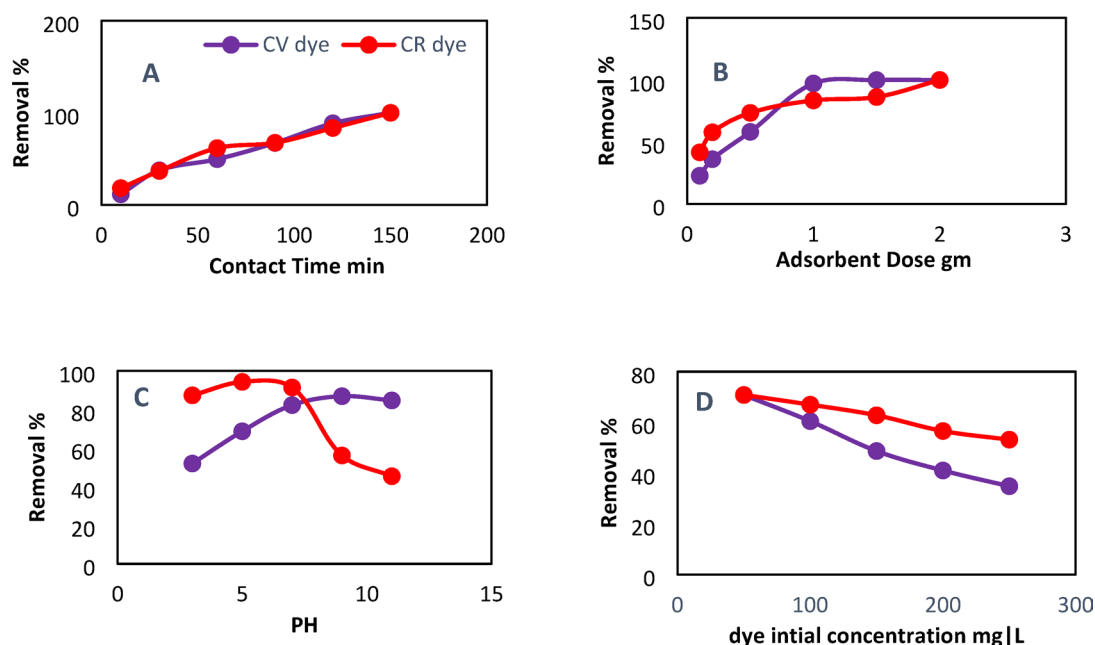 200
100
0
Removal %
A
CV dye
CR dye
0 50 100 150 200
Contact Time min
150
100
50
0
Removal %
B
0 1 2 3
Adsorbent Dose gm
100
80
60
40
20
0
Removal %
C
0 5 10 15
PH
80
60
40
20
0
Removal %
D
0 100 200 300
dye intial concentration mg|L